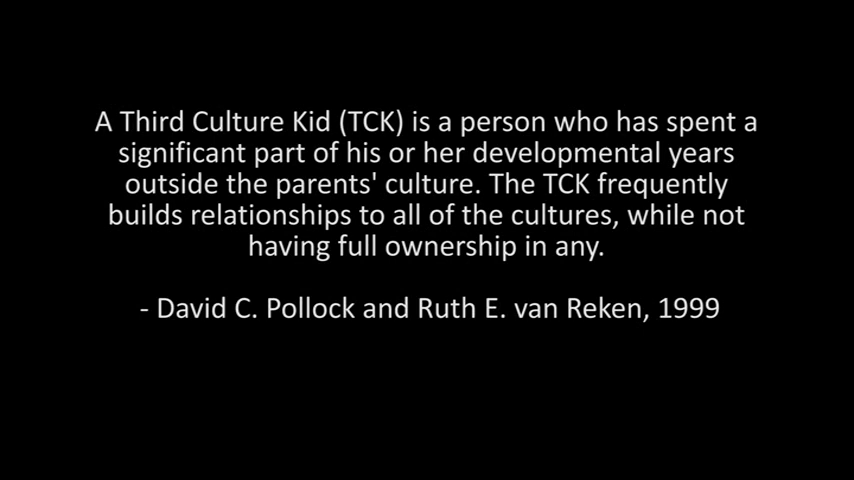 A Third Culture Kid (TCK) is a person who has spent a
significant part of his or her developmental years
outside the parents' culture. The TCK frequently
builds relationships to all of the cultures, while not
having full ownership in any.
- David C. Pollock and Ruth E. van Reken, 1999